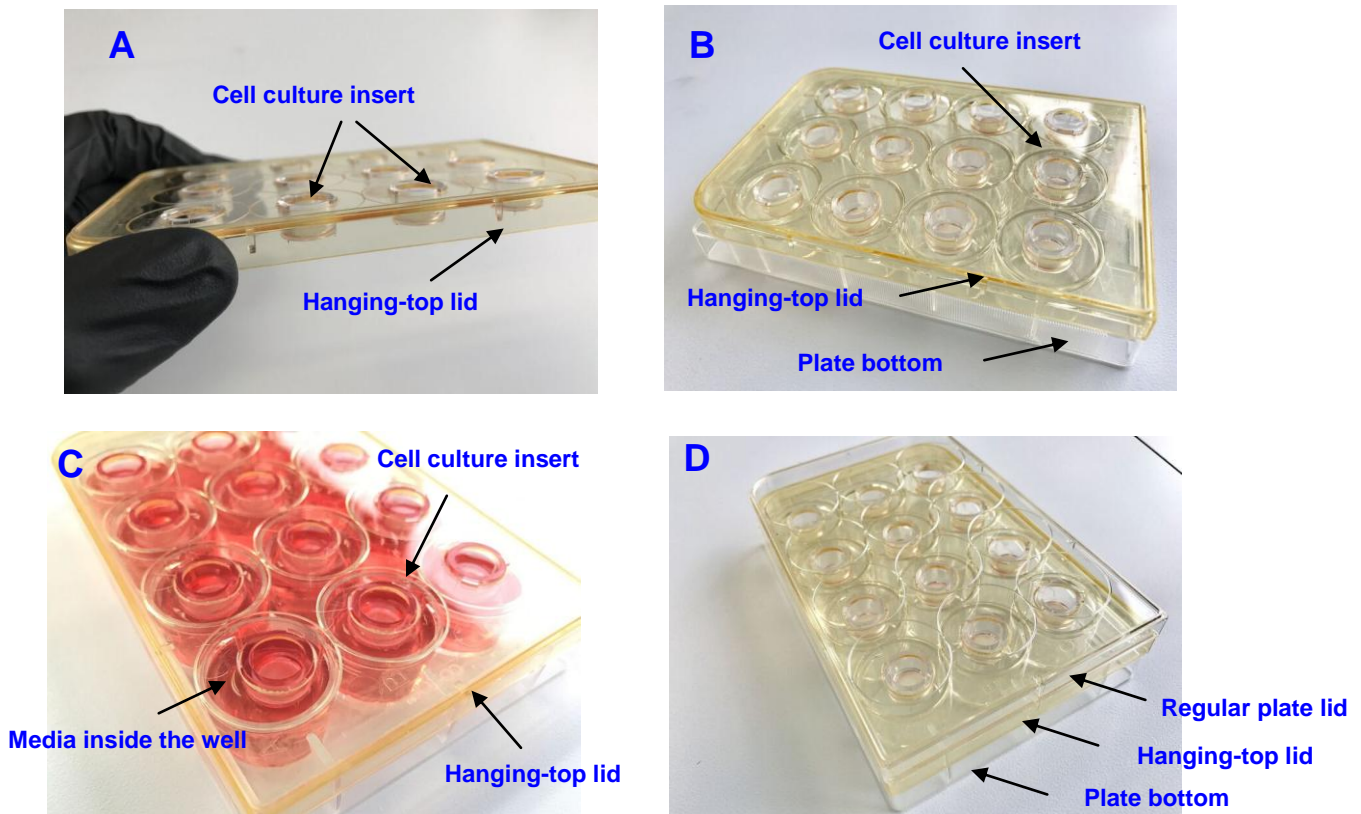 A
Cell culture insert
Hanging-top lid
B
Cell culture insert
Hanging-top lid
Plate bottom
C
Cell culture insert
Media inside the well
Hanging-top lid
D
Regular plate lid
Hanging-top lid
Plate bottom